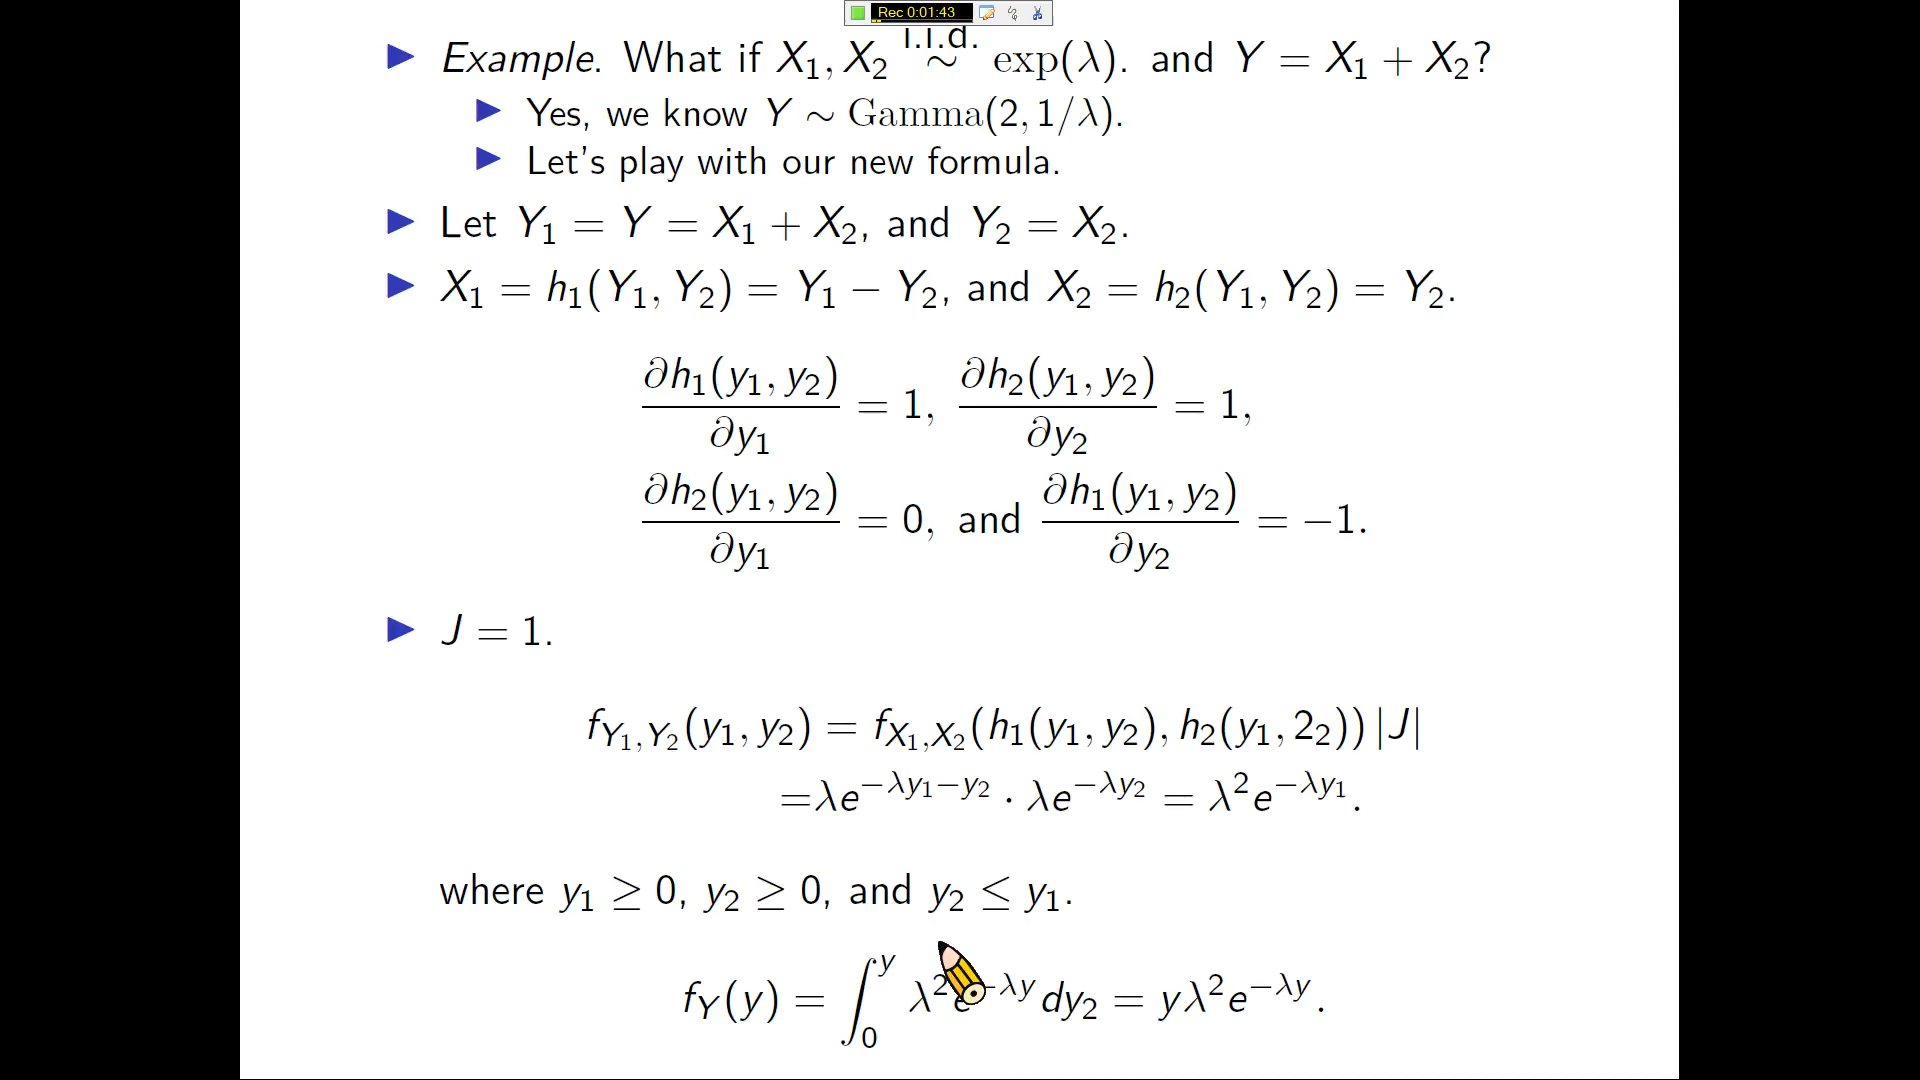 Rec 0:01:43
Example. What if X₁, X₂ i.i.d. ∼ exp(λ). and Y = X₁ + X₂?
Yes, we know Y ∼ Gamma(2, 1/λ).
Let's play with our new formula.
Let Y₁ = Y = X₁ + X₂, and Y₂ = X₂.
X₁ = h₁(Y₁, Y₂) = Y₁ − Y₂, and X₂ = h₂(Y₁, Y₂) = Y₂.
∂h₁(y₁, y₂)/∂y₁ = 1, ∂h₂(y₁, y₂)/∂y₂ = 1,
∂h₂(y₁, y₂)/∂y₁ = 0, and ∂h₁(y₁, y₂)/∂y₂ = −1.
J = 1.
f_{Y₁,Y₂}(y₁, y₂) = f_{X₁,X₂}(h₁(y₁, y₂), h₂(y₁, 2₂)) |J|
=λe^{−λy₁−y₂} · λe^{−λy₂} = λ²e^{−λy₁}.
where y₁ ≥ 0, y₂ ≥ 0, and y₂ ≤ y₁.
f_Y(y) = ∫₀^y λ²e^{−λy}dy₂ = yλ²e^{−λy}.